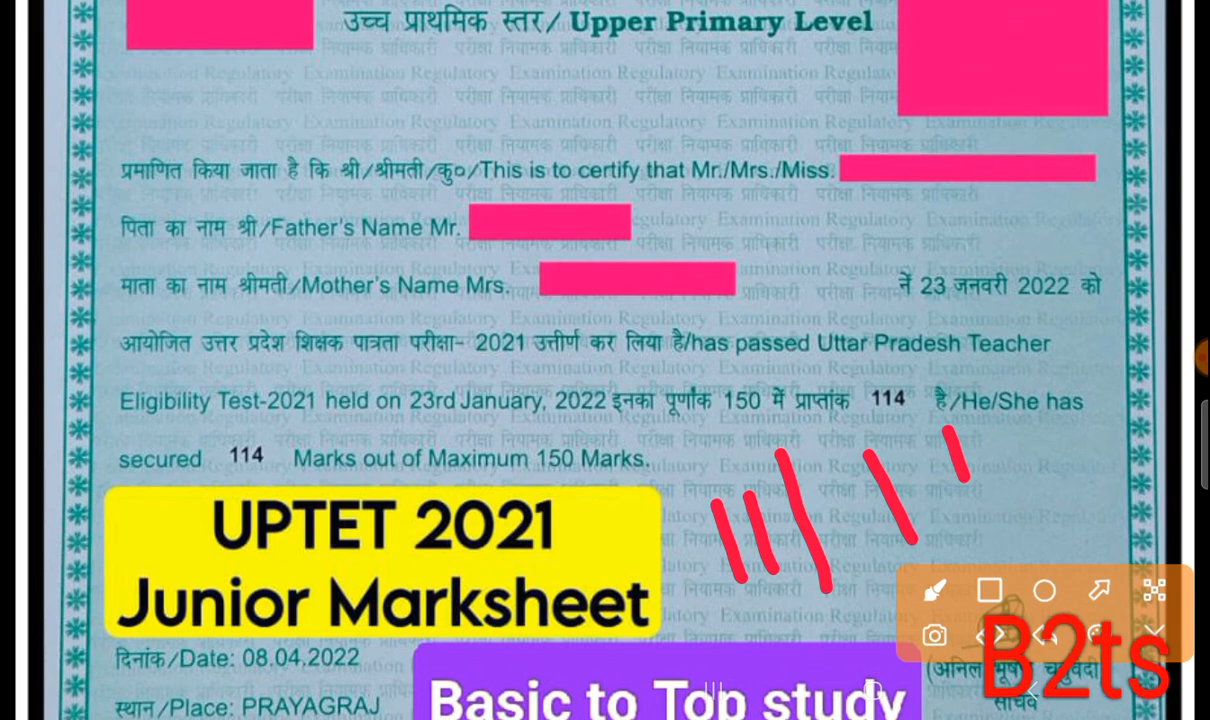 उच्च प्राथमिक स्तर/ Upper Primary Level
प्रमाणित किया जाता है कि श्री/श्रीमती/कु०/This is to certify that Mr./Mrs./Miss.
पिता का नाम श्री/Father's Name Mr.
माता का नाम श्रीमती/Mother's Name Mrs. नें 23 जनवरी 2022 को
आयोजित उत्तर प्रदेश शिक्षक पात्रता परीक्षा- 2021 उत्तीर्ण कर लिया है/has passed Uttar Pradesh Teacher
Eligibility Test-2021 held on 23rd January, 2022 इनका पूर्णांक 150 में प्राप्तांक 114 है/He/She has
secured 114 Marks out of Maximum 150 Marks.
UPTET 2021
Junior Marksheet
B2ts
दिनांक/Date: 08.04.2022
(अनिल भूषण चतुर्वेदी)
Basic to Top study
स्थान/Place: PRAYAGRAJ
सचिव